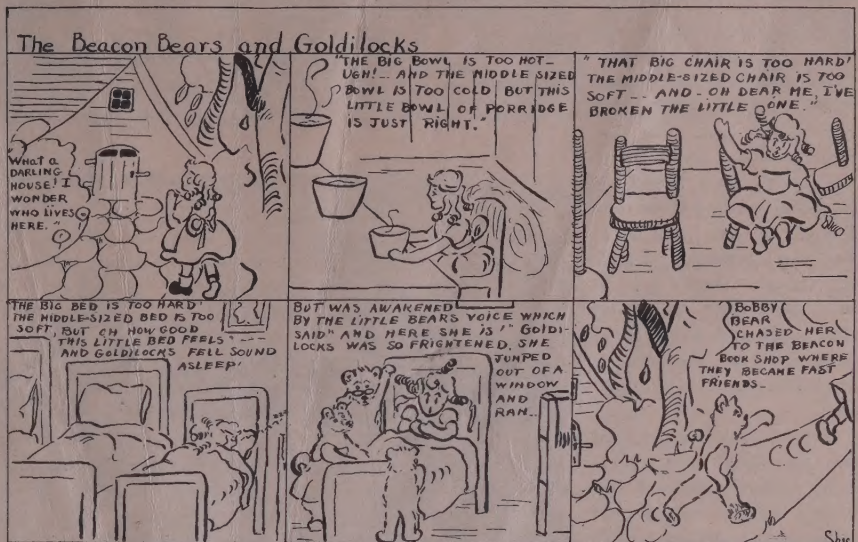 The Beacon Bears and Goldilocks
"WHAT A
DARLING
HOUSE! I
WONDER
WHO LIVES
HERE."
"THE BIG BOWL IS TOO HOT_
UGH!... AND THE MIDDLE SIZED
BOWL IS TOO COLD BUT THIS
LITTLE BOWL OF PORRIDGE
IS JUST RIGHT."
"THAT BIG CHAIR IS TOO HARD!
THE MIDDLE-SIZED CHAIR IS TOO
SOFT... AND - OH DEAR ME, I'VE
BROKEN THE LITTLE ONE."
THE BIG BED IS TOO HARD!
THE MIDDLE-SIZED BED IS TOO
SOFT, BUT OH HOW GOOD
THIS LITTLE BED FEELS" ---
AND GOLDILOCKS FELL SOUND
ASLEEP!
BUT WAS AWAKENED
BY THE LITTLE BEARS VOICE WHICH
SAID "AND HERE SHE IS!" GOLDI-
LOCKS WAS SO FRIGHTENED, SHE
JUMPED
OUT OF A
WINDOW
AND
RAN...
BOBBY
BEAR
CHASED HER
TO THE BEACON
BOOK SHOP WHERE
THEY BECAME FAST
FRIENDS_